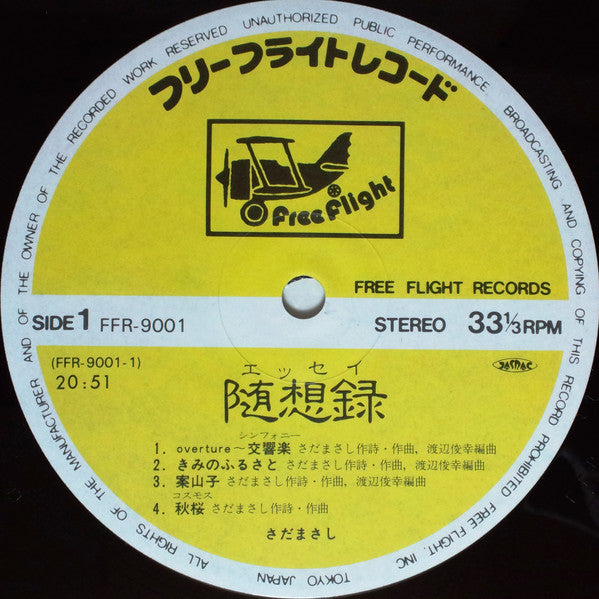 ALL RIGHTS OF THE MANUFACTURER AND OF THE OWNER OF THE RECORDED WORK RESERVED UNAUTHORIZED PUBLIC PERFORMANCE BROADCASTING AND COPYING OF THIS RECORD PROHIBITED FREE FLIGHT, INC TOKYO JAPAN
フリーフライトレコード
Free Flight
FREE FLIGHT RECORDS
SIDE 1 FFR-9001
STEREO 33⅓RPM
(FFR-9001-1)
20:51
JASRAC
エッセイ
随想録
シンフォニー
1. overture~交響楽 さだまさし作詩・作曲, 渡辺俊幸編曲
2. きみのふるさと さだまさし作詩・作曲, 渡辺俊幸編曲
3. 案山子 さだまさし作詩・作曲, 渡辺俊幸編曲
コスモス
4. 秋桜 さだまさし作詩・作曲
さだまさし